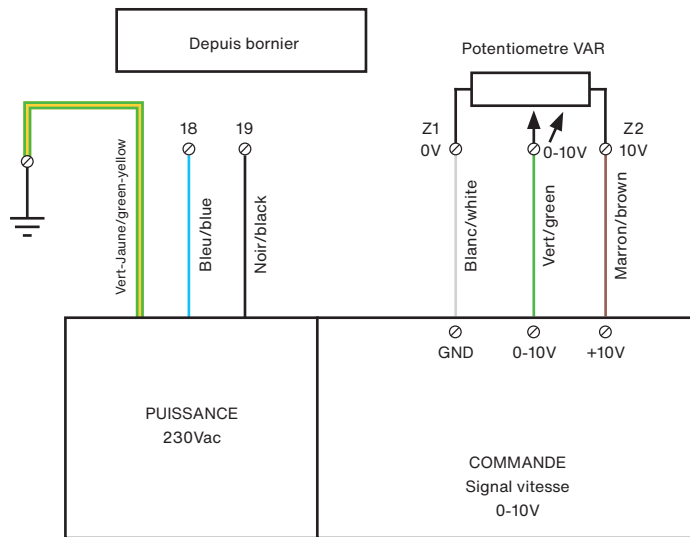 Depuis bornier
Potentiometre VAR
18
19
Z1
0V
0-10V
Z2
10V
Vert-Jaune/green-yellow
Bleu/blue
Noir/black
Blanc/white
Vert/green
Marron/brown
GND
0-10V
+10V
PUISSANCE
230Vac
COMMANDE
Signal vitesse
0-10V